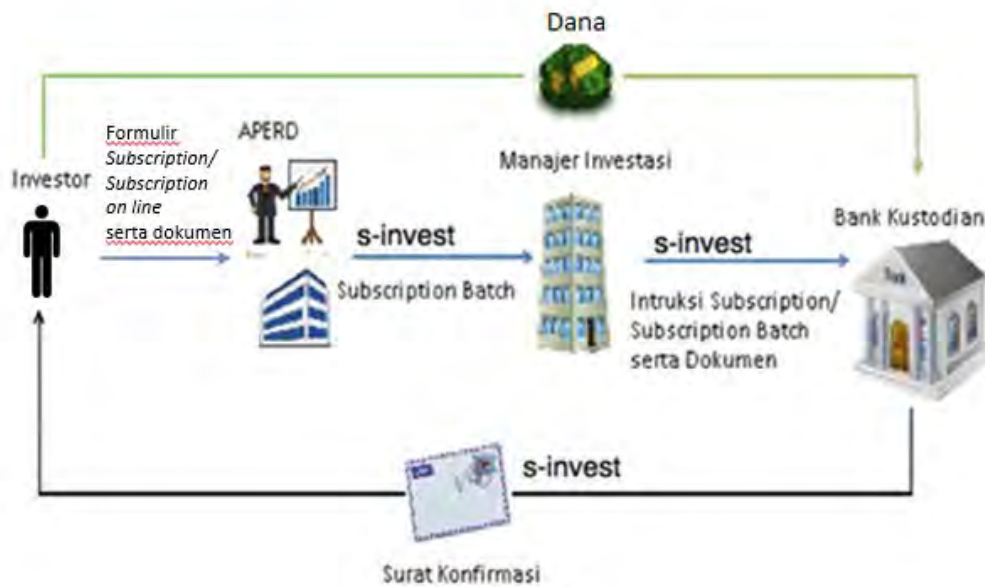 Dana
Formulir
Subscription/
Subscription
on line
serta dokumen
APERD
Investor
Manajer Investasi
Bank Kustodian
s-invest
Subscription Batch
s-invest
Intruksi Subscription/
Subscription Batch
serta Dokumen
Bank
s-invest
Surat Konfirmasi